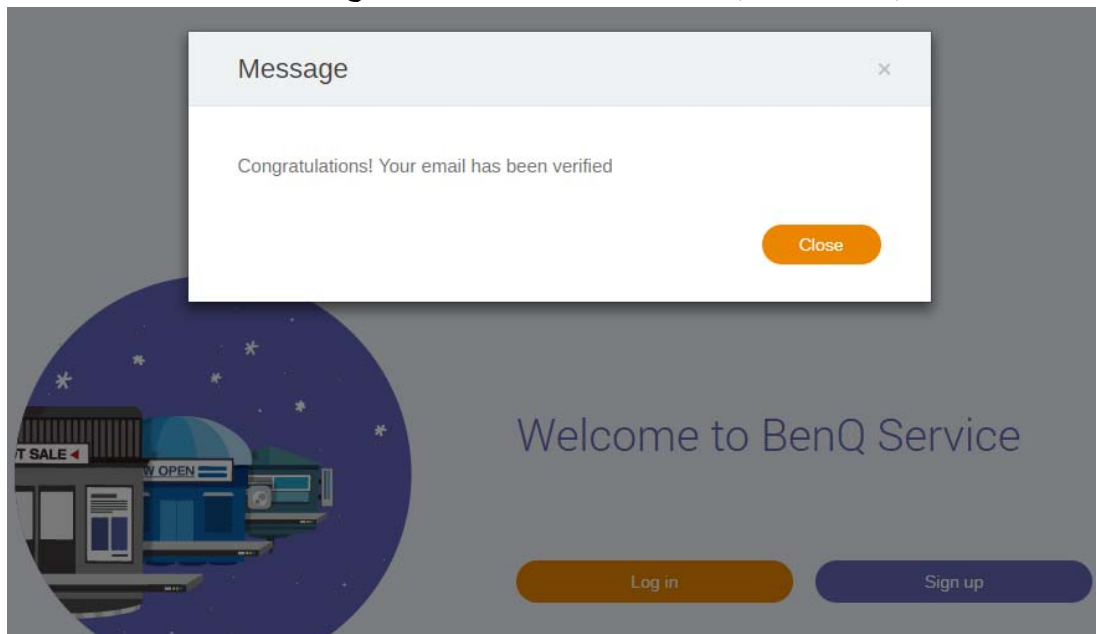 Message
×
Congratulations! Your email has been verified
Close
T SALE
W OPEN
Welcome to BenQ Service
Log in
Sign up